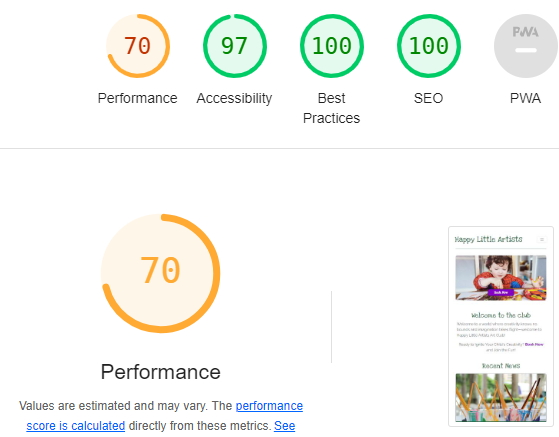 70
97
100
100
PWA
Performance
Accessibility
Best
Practices
SEO
PWA
70
Performance
Values are estimated and may vary. The performance
score is calculated directly from these metrics. See
Happy Little Artists
Book Now
Welcome to the Club
Recent News